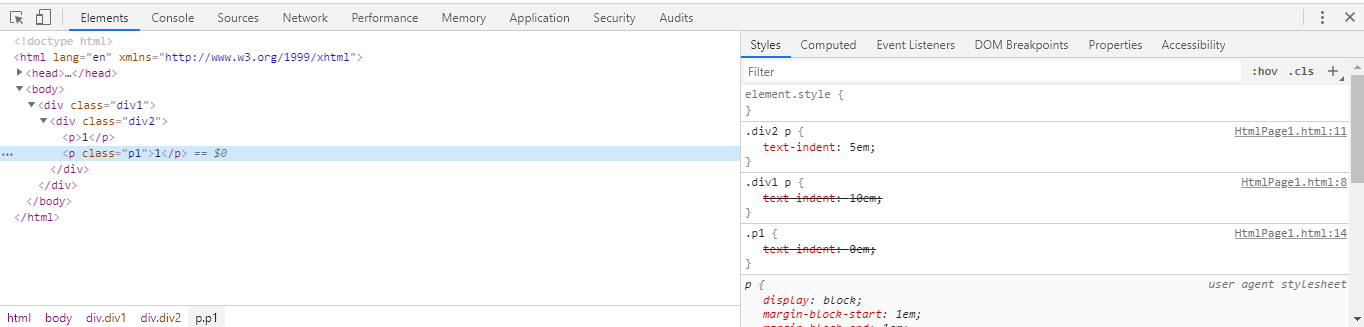 Elements Console Sources Network Performance Memory Application Security Audits
<!doctype html>
<html lang="en" xmlns="http://www.w3.org/1999/xhtml">
<head>…</head>
<body>
<div class="div1">
<div class="div2">
<p>1</p>
<p class="p1">1</p> == $0
</div>
</div>
</body>
</html>
html body div.div1 div.div2 p.p1
Styles Computed Event Listeners DOM Breakpoints Properties Accessibility
Filter :hov .cls +
element.style {
}
.div2 p { HtmlPage1.html:11
text-indent: 5em;
}
.div1 p { HtmlPage1.html:8
text-indent: 10em;
}
.p1 { HtmlPage1.html:14
text-indent: 0em;
}
p { user agent stylesheet
display: block;
margin-block-start: 1em;